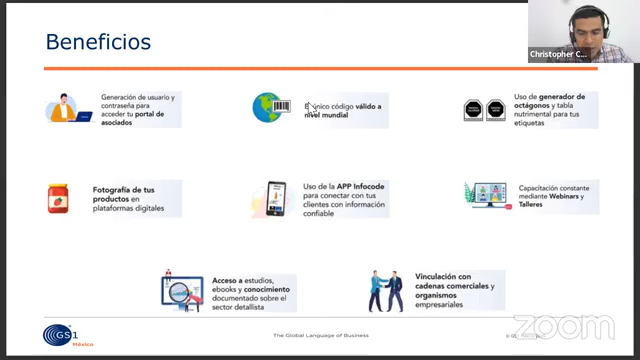 Beneficios
Christopher C...
Generación de usuario y
contraseña para
acceder tu portal de
asociados
El único código válido a
nivel mundial
Uso de generador de
octágonos y tabla
nutrimental para tus
etiquetas
Fotografía de tus
productos en
plataformas digitales
Uso de la APP Infocode
para conectar con tus
clientes con información
confiable
Capacitación constante
mediante Webinars y
Talleres
Acceso a estudios,
ebooks y conocimiento
documentado sobre el
sector detallista
Vinculación con
cadenas comerciales y
organismos
empresariales
GS1
México
The Global Language of Business
© GS1
zoom